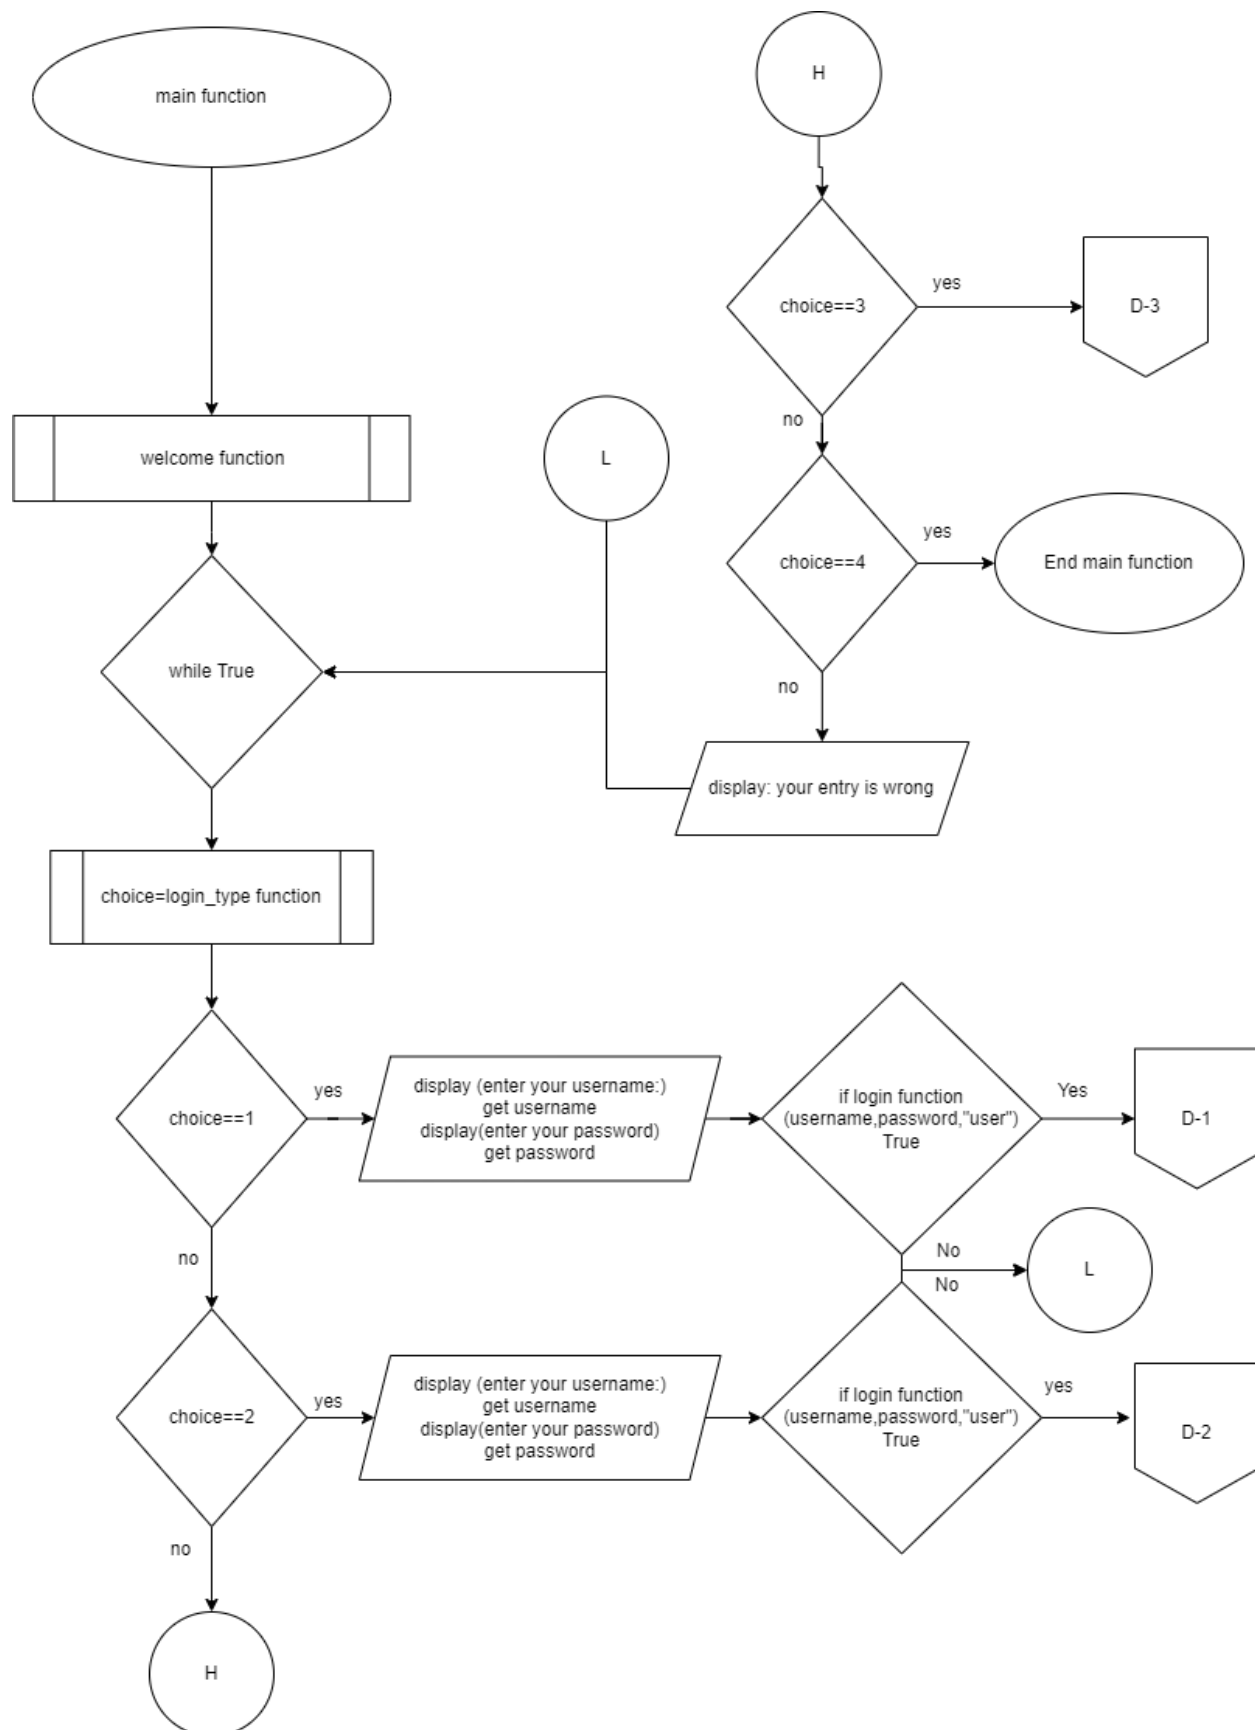 main function
welcome function
while True
choice=login_type function
choice==1
yes
display (enter your username:)
get username
display(enter your password)
get password
if login function
(username,password,"user")
True
Yes
D-1
No
L
no
choice==2
yes
display (enter your username:)
get username
display(enter your password)
get password
No
if login function
(username,password,"user")
True
yes
D-2
no
H
H
choice==3
yes
D-3
no
choice==4
yes
End main function
no
display: your entry is wrong
L